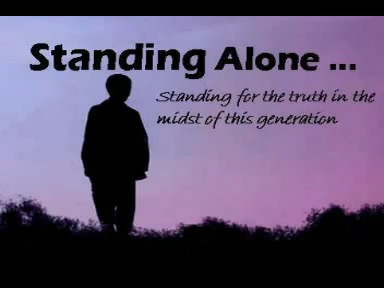 Standing Alone ...
Standing for the truth in the
midst of this generation